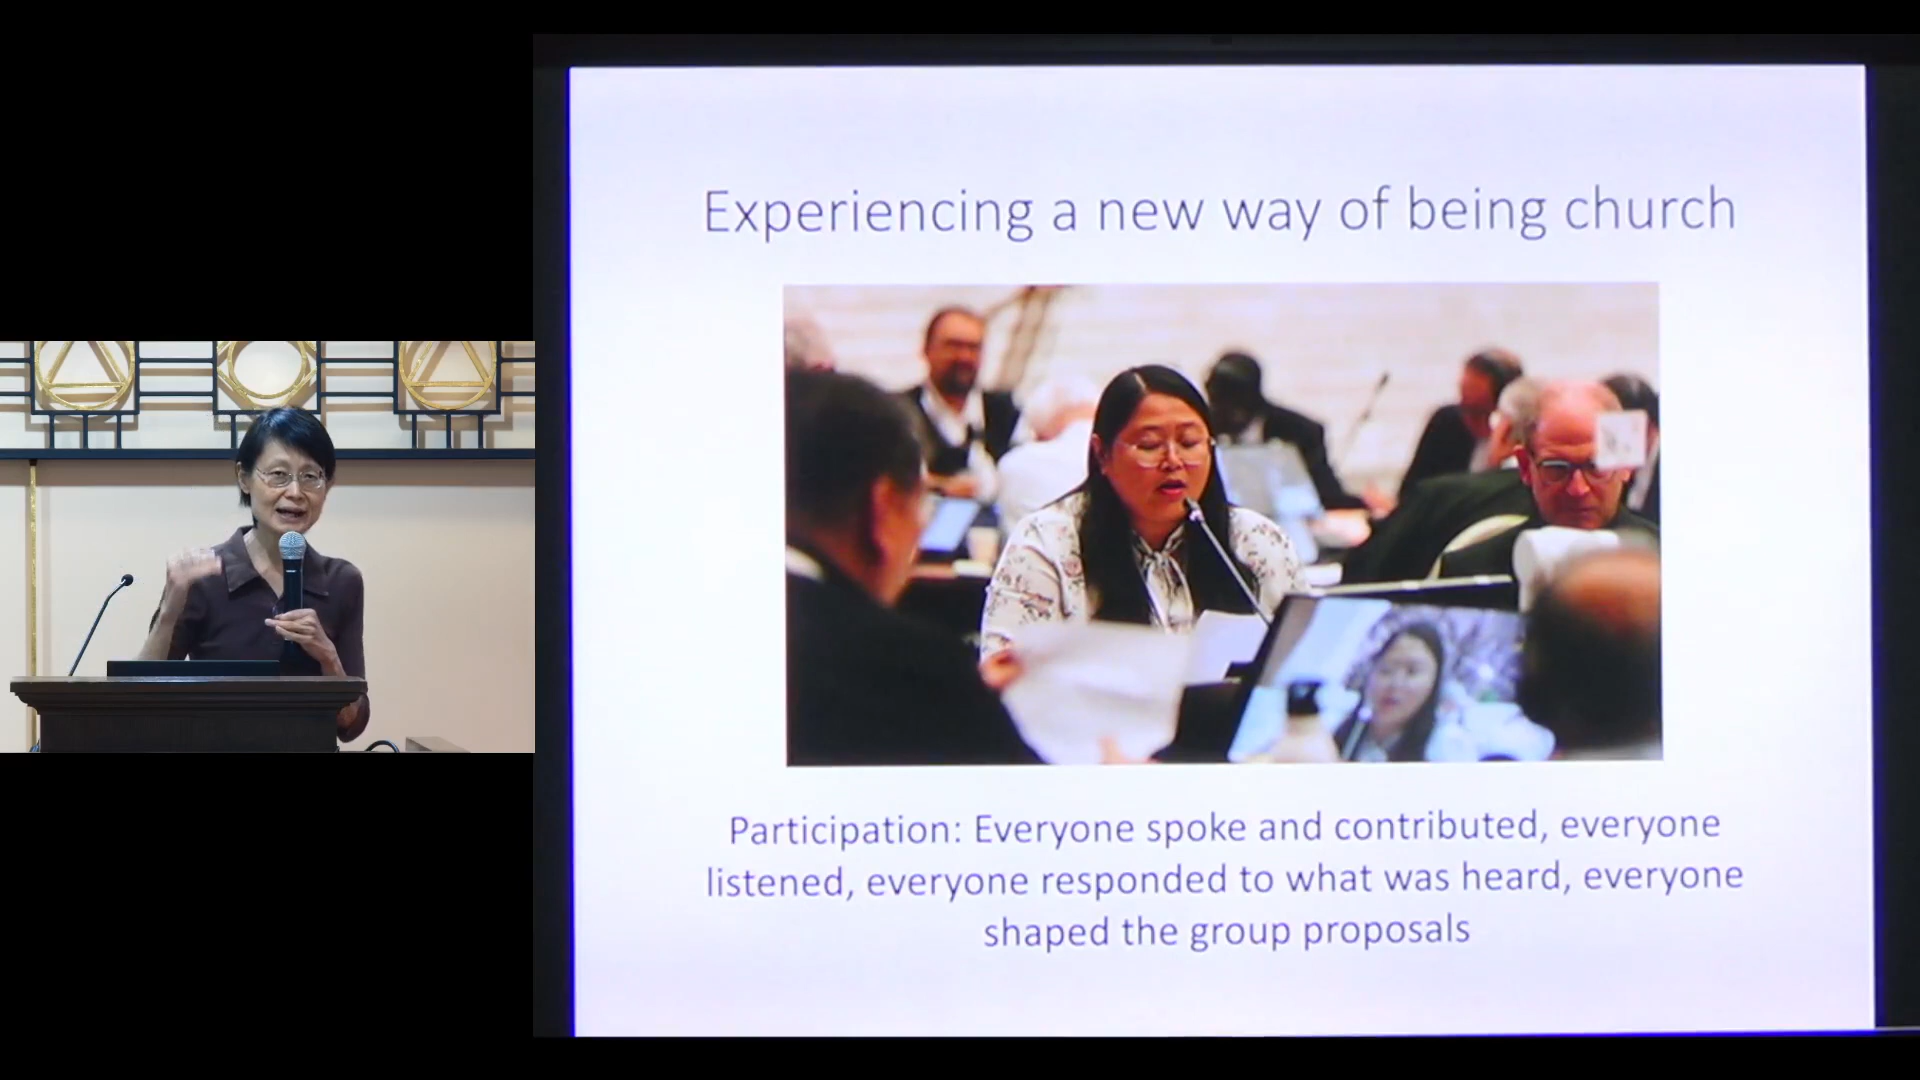 Experiencing a new way of being church
Participation: Everyone spoke and contributed, everyone
listened, everyone responded to what was heard, everyone
shaped the group proposals